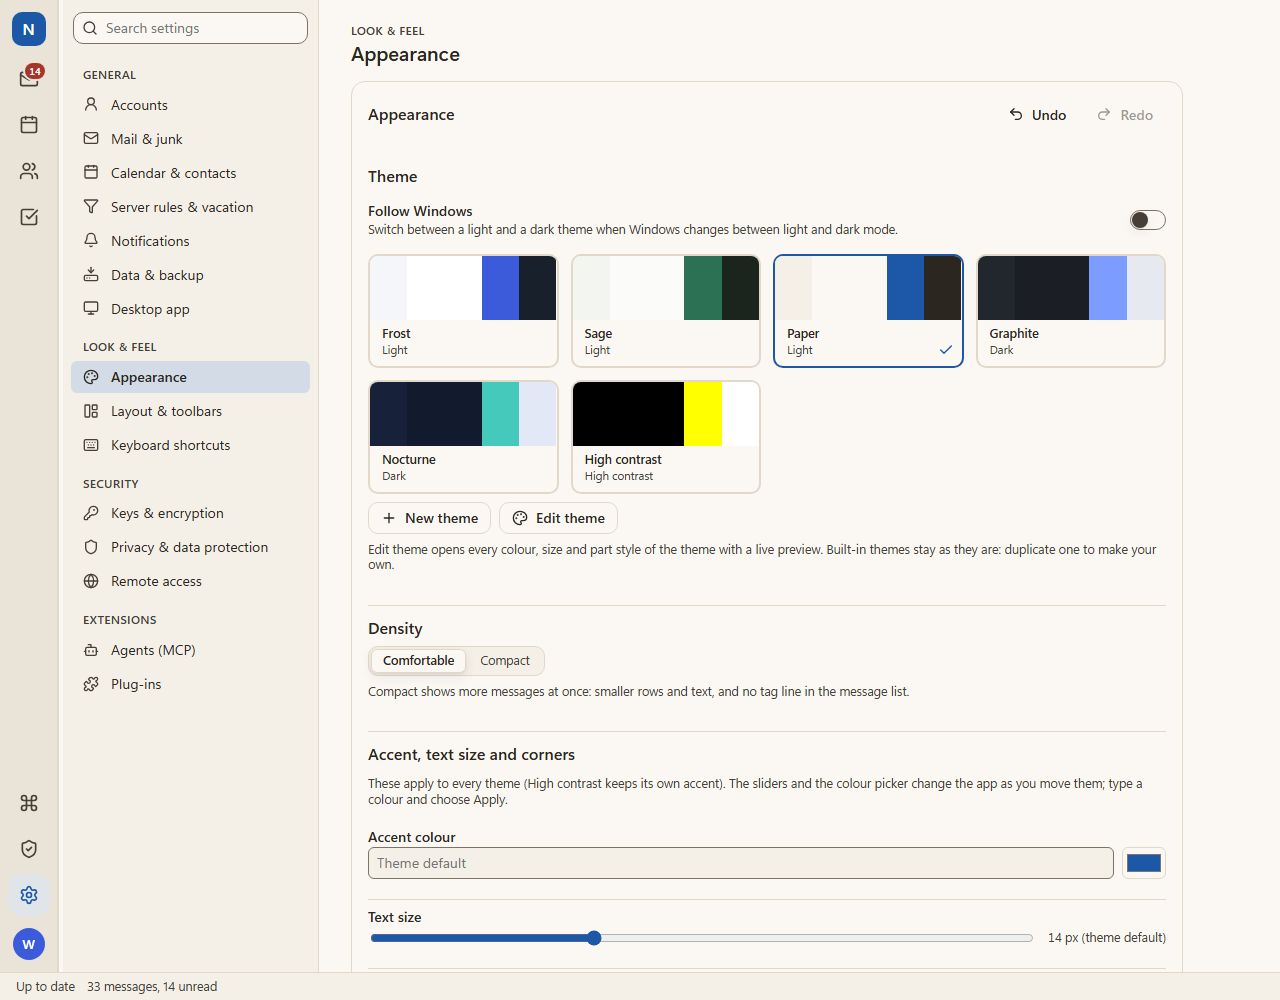 N
14
Search settings
GENERAL
Accounts
Mail & junk
Calendar & contacts
Server rules & vacation
Notifications
Data & backup
Desktop app
LOOK & FEEL
Appearance
Layout & toolbars
Keyboard shortcuts
SECURITY
Keys & encryption
Privacy & data protection
Remote access
EXTENSIONS
Agents (MCP)
Plug-ins
W
LOOK & FEEL
Appearance
Appearance
Undo
Redo
Theme
Follow Windows
Switch between a light and a dark theme when Windows changes between light and dark mode.
Frost
Light
Sage
Light
Paper
Light
Graphite
Dark
Nocturne
Dark
High contrast
High contrast
New theme
Edit theme
Edit theme opens every colour, size and part style of the theme with a live preview. Built-in themes stay as they are: duplicate one to make your
own.
Density
Comfortable
Compact
Compact shows more messages at once: smaller rows and text, and no tag line in the message list.
Accent, text size and corners
These apply to every theme (High contrast keeps its own accent). The sliders and the colour picker change the app as you move them; type a
colour and choose Apply.
Accent colour
Theme default
Text size
14 px (theme default)
Up to date
33 messages, 14 unread